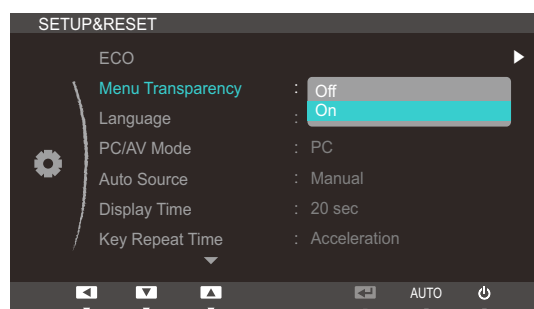 SETUP&RESET
ECO
Menu Transparency : Off
On
Language :
PC/AV Mode : PC
Auto Source : Manual
Display Time : 20 sec
Key Repeat Time : Acceleration
AUTO